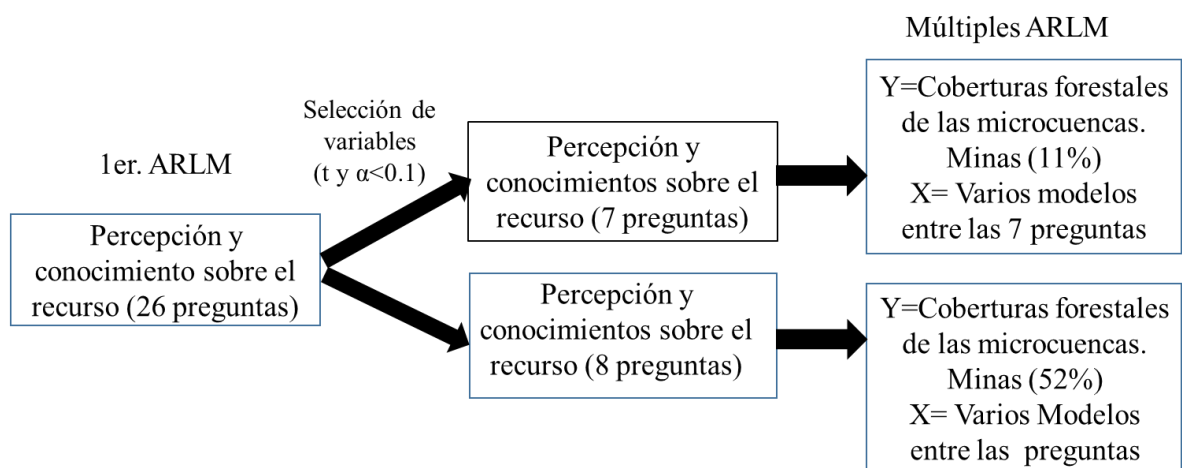 1er. ARLM
Percepción y
conocimiento sobre el
recurso (26 preguntas)
Selección de
variables
(t y α<0.1)
Percepción y
conocimientos sobre el
recurso (7 preguntas)
Percepción y
conocimientos sobre el
recurso (8 preguntas)
Múltiples ARLM
Y=Coberturas forestales
de las microcuencas.
Minas (11%)
X= Varios modelos
entre las 7 preguntas
Y=Coberturas forestales
de las microcuencas.
Minas (52%)
X= Varios Modelos
entre las preguntas